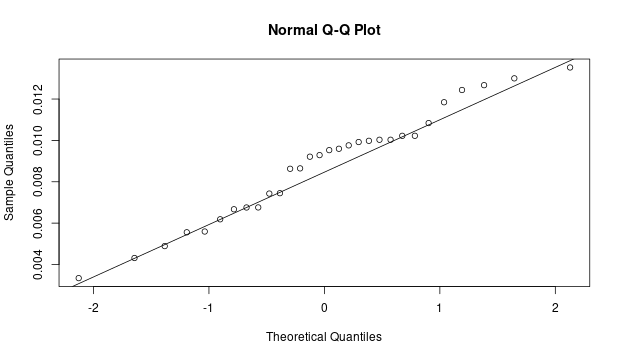 Normal Q-Q Plot
Sample Quantiles
0.012
0.010
0.008
0.006
0.004
-2 -1 0 1 2
Theoretical Quantiles